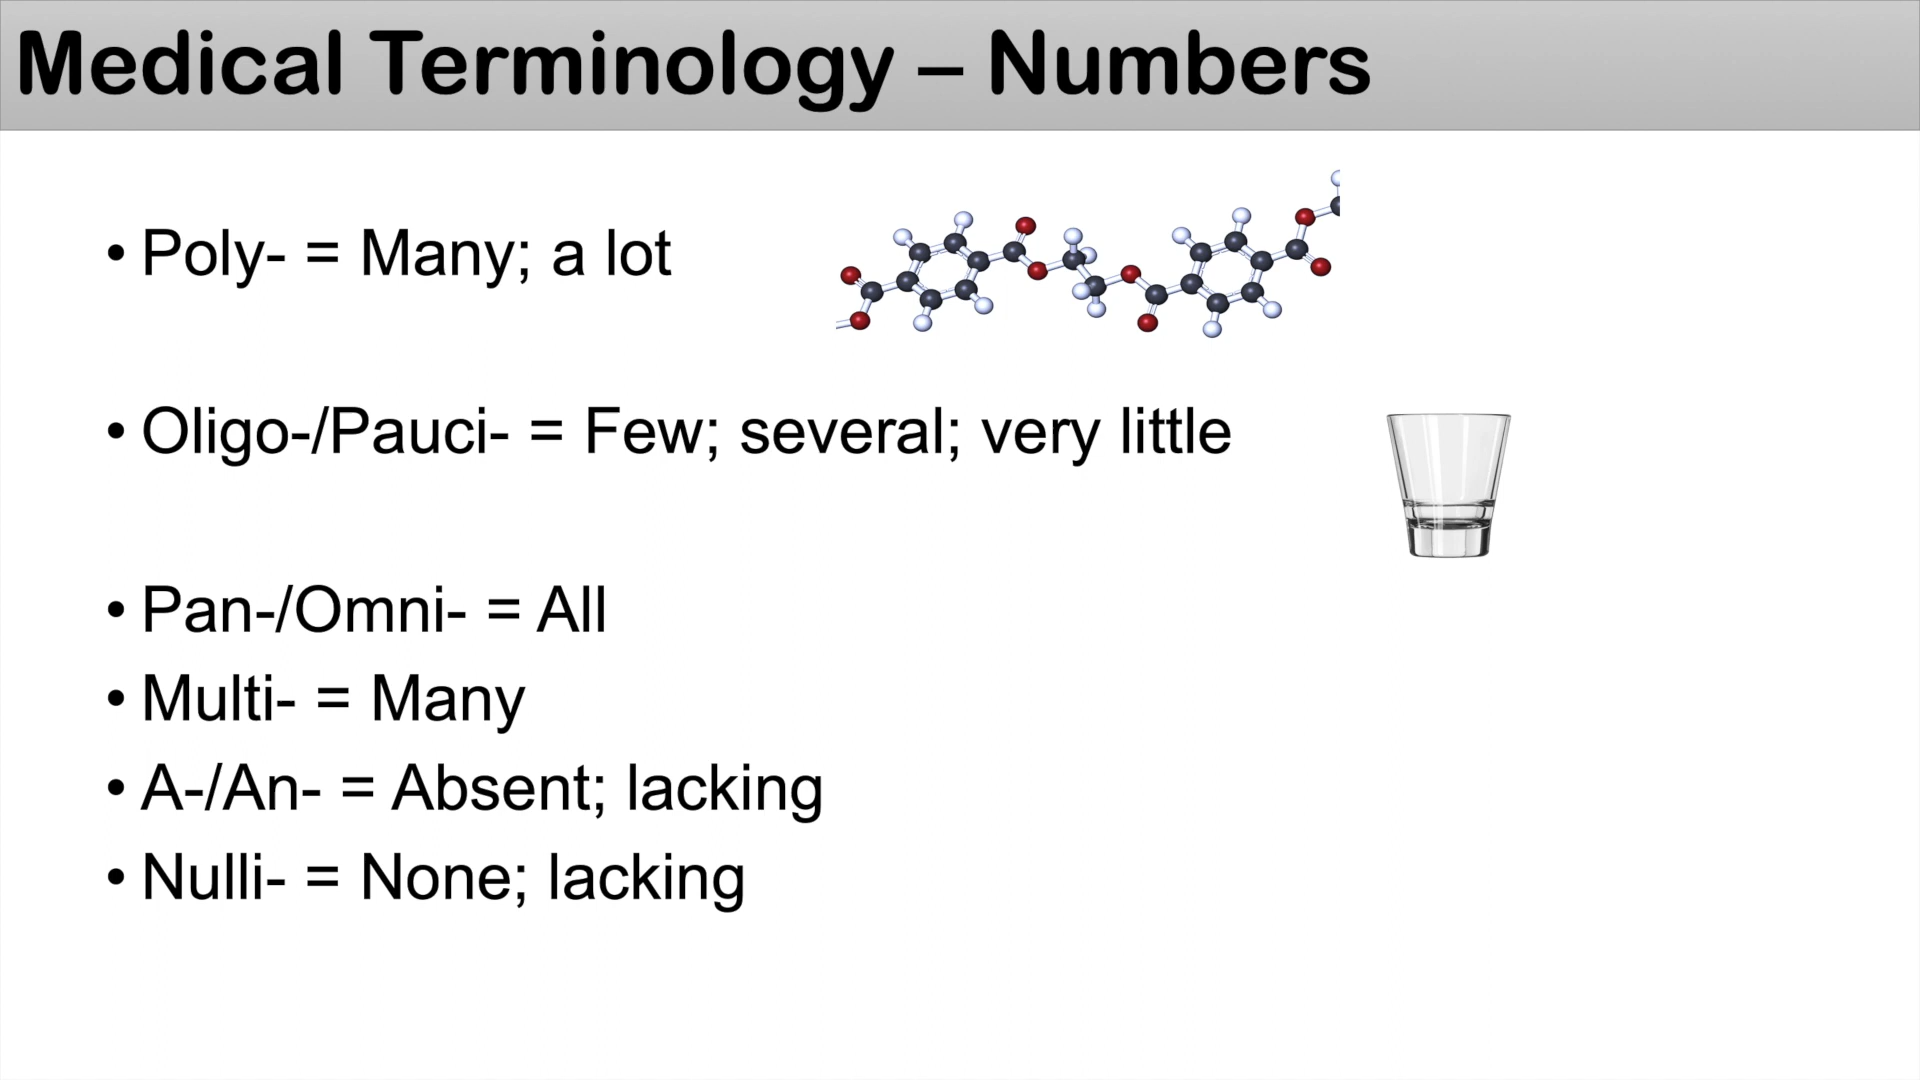 Medical Terminology – Numbers
• Poly- = Many; a lot
• Oligo-/Pauci- = Few; several; very little
• Pan-/Omni- = All
• Multi- = Many
• A-/An- = Absent; lacking
• Nulli- = None; lacking